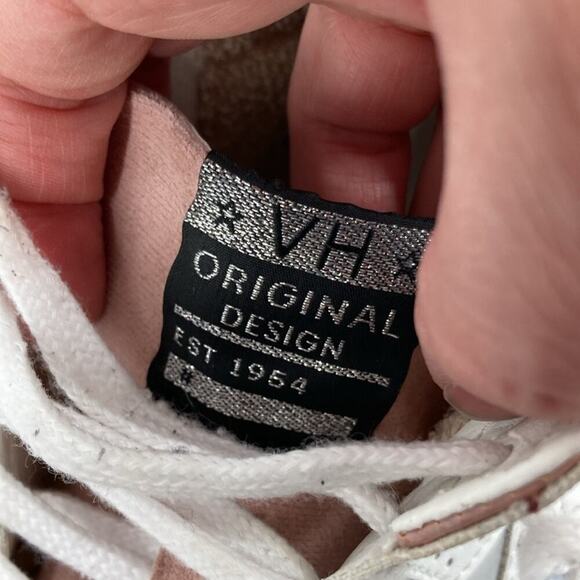 VH
ORIGINAL
DESIGN
EST 1954